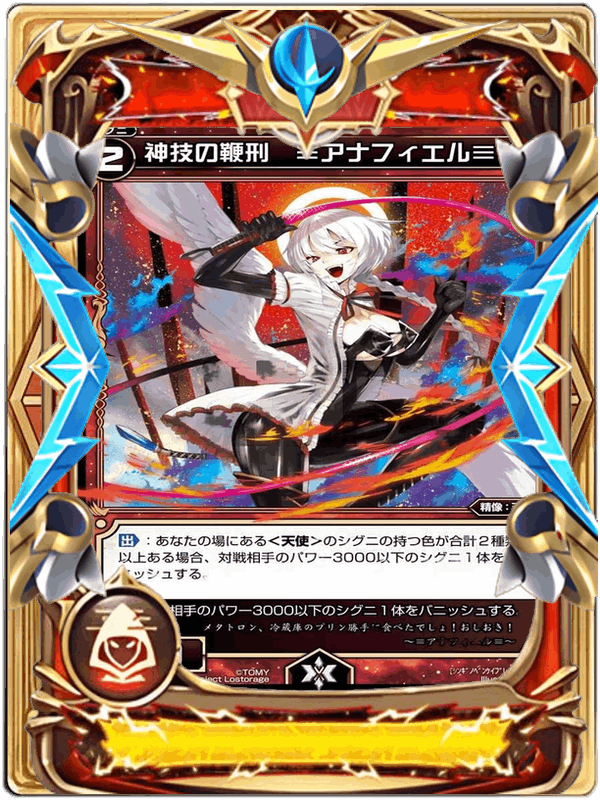 2
神技の鞭刑 ≡アナフィエル≡
精像:
出:あなたの場にある<天使>のシグニの持つ色が合計2種
以上ある場合、対戦相手のパワー3000以下のシグニ1体を
ニッシュする。
相手のパワー3000以下のシグニ1体をバニッシュする
メタトロン、冷蔵庫のプリン勝手に食べたでしょ!おしおき!
~≡アナフィエル≡~
©TOMY
ject Lostorage
Illu